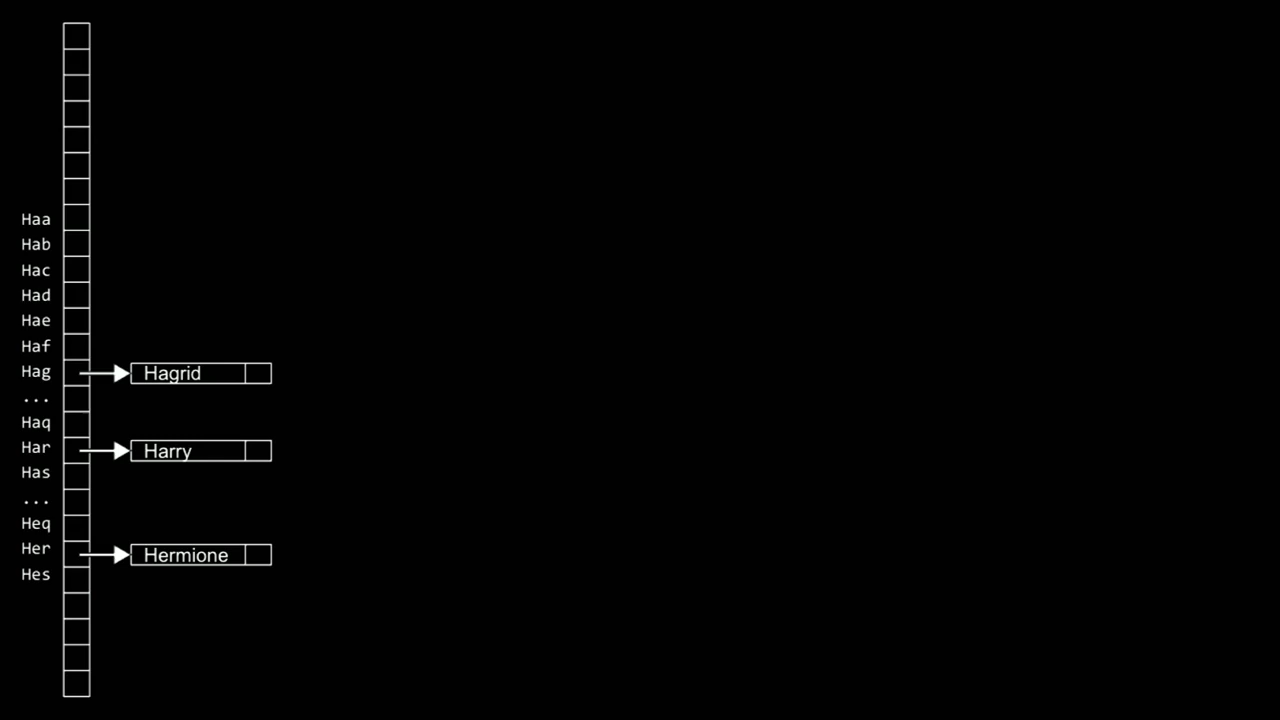 Haa
Hab
Hac
Had
Hae
Haf
Hag Hagrid
...
Haq
Har Harry
Has
...
Heq
Her Hermione
Hes